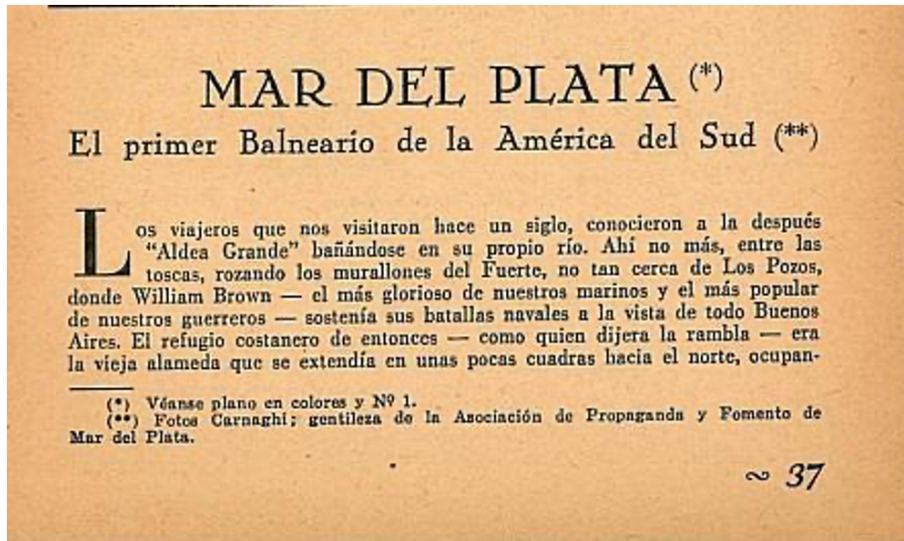 MAR DEL PLATA (*)
El primer Balneario de la América del Sud (**)
Los viajeros que nos visitaron hace un siglo, conocieron a la después
"Aldea Grande" bañándose en su propio río. Ahí no más, entre las
toscas, rozando los murallones del Fuerte, no tan cerca de Los Pozos,
donde William Brown — el más glorioso de nuestros marinos y el más popular
de nuestros guerreros — sostenía sus batallas navales a la vista de todo Buenos
Aires. El refugio costanero de entonces — como quien dijera la rambla — era
la vieja alameda que se extendía en unas pocas cuadras hacia el norte, ocupan-
(*) Véanse plano en colores y Nº 1.
(**) Fotos Carnaghi; gentileza de la Asociación de Propaganda y Fomento de
Mar del Plata.
~ 37